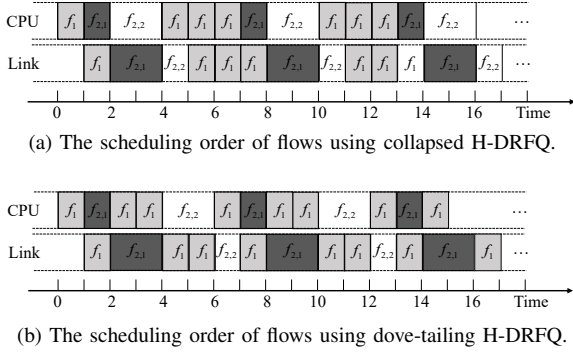 CPU f1 f2,1 f2,2 f1 f1 f1 f2,1 f2,2 f1 f1 f1 f2,1 f2,2 ...
Link f1 f2,1 f2,2 f1 f1 f1 f2,1 f2,2 f1 f1 f1 f2,1 f2,2 ...
0 2 4 6 8 10 12 14 16 Time
(a) The scheduling order of flows using collapsed H-DRFQ.
CPU f1 f2,1 f1 f1 f2,2 f1 f2,1 f1 f1 f2,2 f1 f2,1 f1 ...
Link f1 f2,1 f1 f1 f2,2 f1 f2,1 f1 f1 f2,2 f1 f2,1 f1 ...
0 2 4 6 8 10 12 14 16 Time
(b) The scheduling order of flows using dove-tailing H-DRFQ.